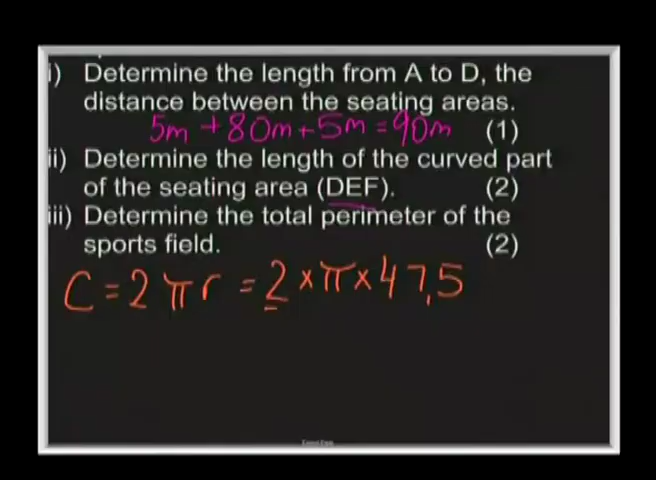 i) Determine the length from A to D, the
distance between the seating areas.
5m + 80m + 5m = 90m (1)
ii) Determine the length of the curved part
of the seating area (DEF). (2)
iii) Determine the total perimeter of the
sports field. (2)
C = 2πr = 2 × π × 47,5